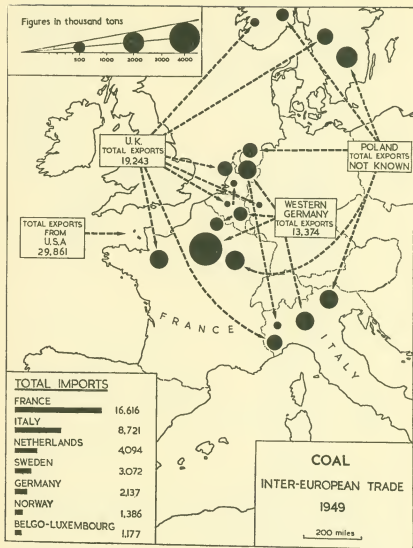 Figures in thousand tons
500 2000 4000
U.K.
TOTAL EXPORTS
19,243
POLAND
TOTAL EXPORTS
NOT KNOWN
WESTERN
GERMANY
TOTAL EXPORTS
13,374
TOTAL EXPORTS
FROM
U.S.A
29,861
FRANCE
ITALY
TOTAL IMPORTS
FRANCE
16,616
ITALY
8,721
NETHERLANDS
4,094
SWEDEN
3,072
GERMANY
2,137
NORWAY
1,386
BELGO-LUXEMBOURG
1,177
COAL
INTER-EUROPEAN TRADE
1949
200 miles